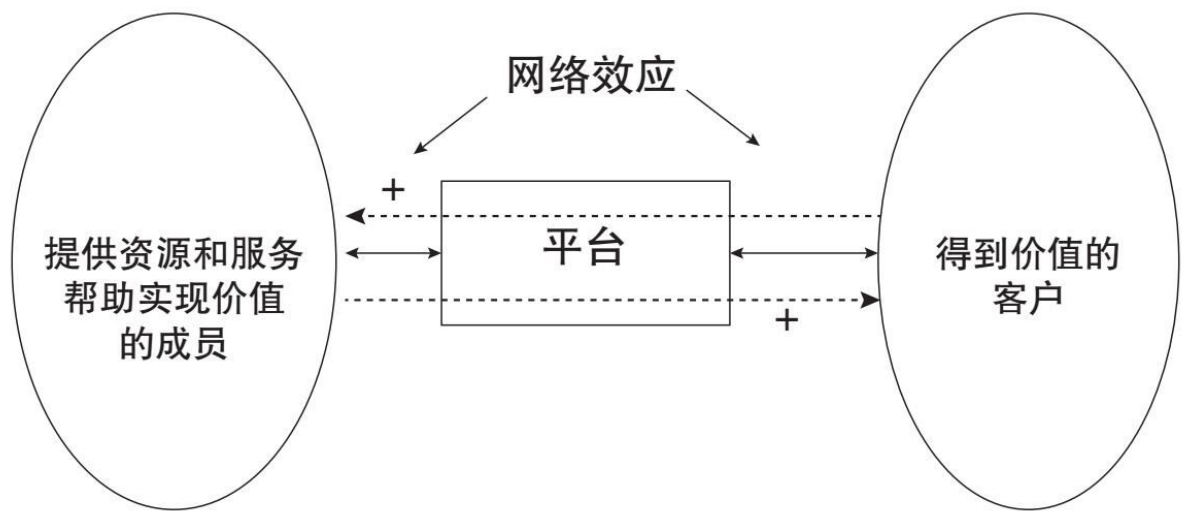 网络效应
+
平台
提供资源和服务
帮助实现价值
的成员
得到价值的
客户
+